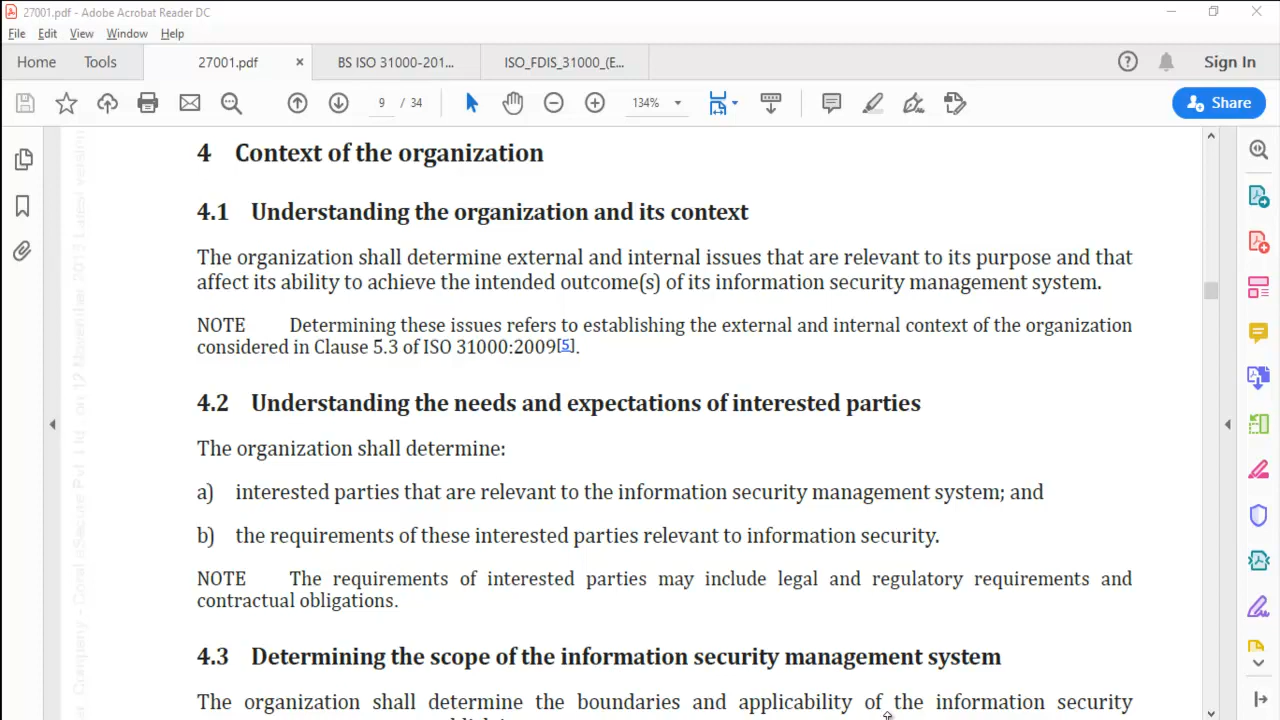 27001.pdf - Adobe Acrobat Reader DC
File Edit View Window Help
Home Tools 27001.pdf × BS ISO 31000-201... ISO_FDIS_31000_(E... Sign In
9 / 34 134% Share
4 Context of the organization
4.1 Understanding the organization and its context
The organization shall determine external and internal issues that are relevant to its purpose and that
affect its ability to achieve the intended outcome(s) of its information security management system.
NOTE Determining these issues refers to establishing the external and internal context of the organization
considered in Clause 5.3 of ISO 31000:2009[5].
4.2 Understanding the needs and expectations of interested parties
The organization shall determine:
a) interested parties that are relevant to the information security management system; and
b) the requirements of these interested parties relevant to information security.
NOTE The requirements of interested parties may include legal and regulatory requirements and
contractual obligations.
4.3 Determining the scope of the information security management system
The organization shall determine the boundaries and applicability of the information security